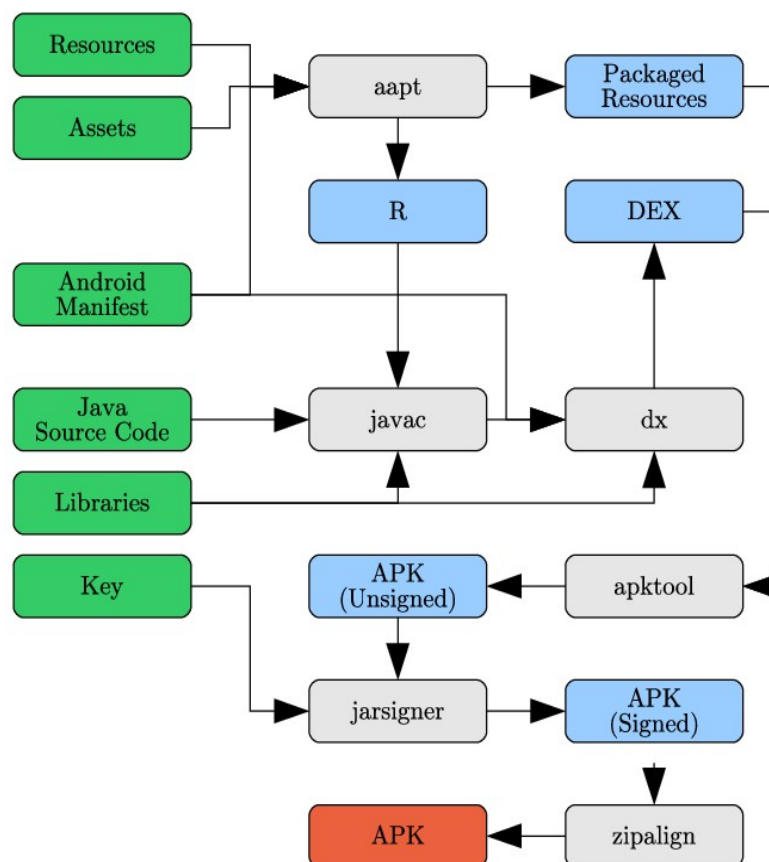 Resources
aapt
Packaged
Resources
Assets
R
DEX
Android
Manifest
Java
Source Code
javac
dx
Libraries
Key
APK
(Unsigned)
apktool
jarsigner
APK
(Signed)
APK
zipalign